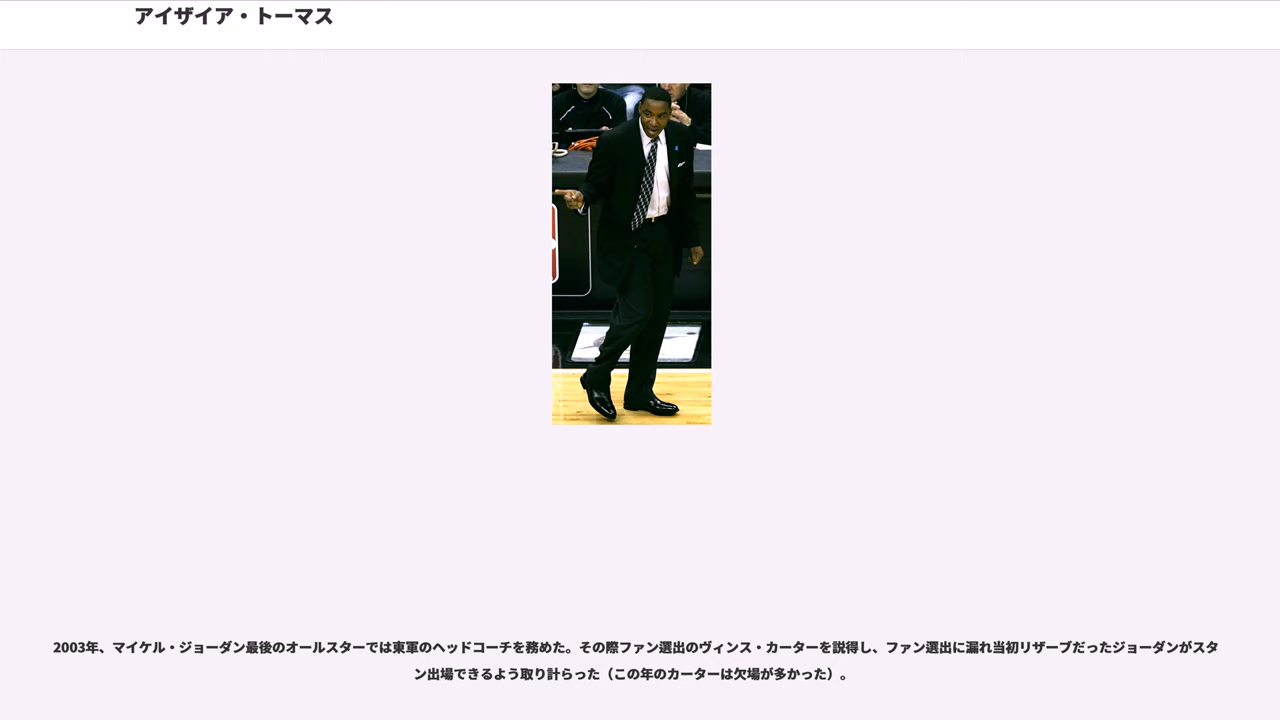 アイザイア・トーマス
2003年、マイケル・ジョーダン最後のオールスターでは東軍のヘッドコーチを務めた。その際ファン選出のヴィンス・カーターを説得し、ファン選出に漏れ当初リザーブだったジョーダンがスタ
ン出場できるよう取り計らった（この年のカーターは欠場が多かった）。